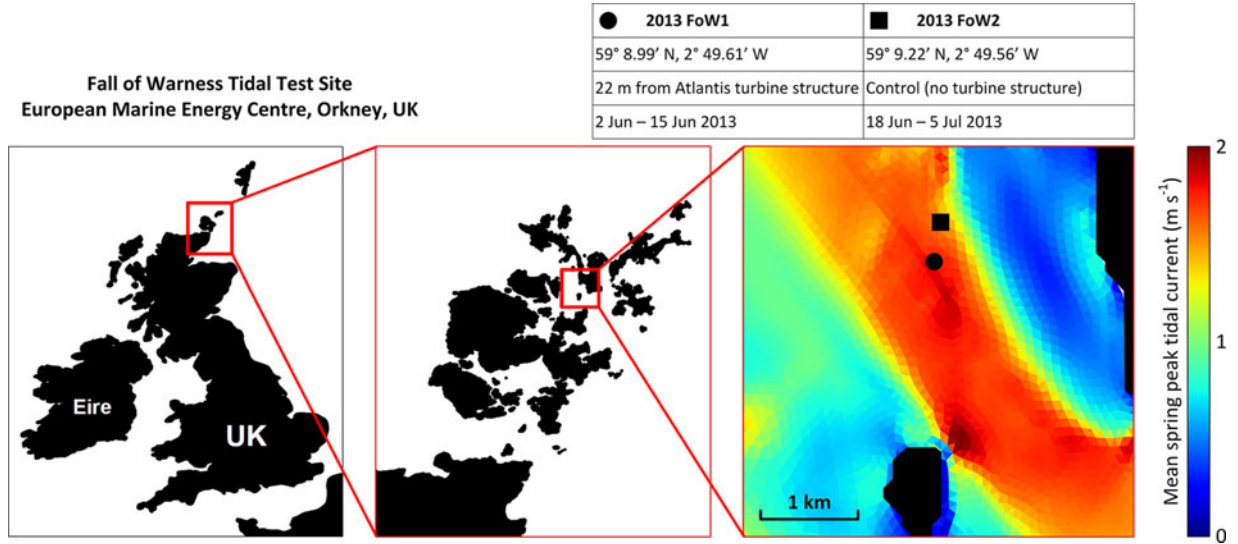 Fall of Warness Tidal Test Site
European Marine Energy Centre, Orkney, UK
2013 FoW1
2013 FoW2
59° 8.99’ N, 2° 49.61’ W
59° 9.22’ N, 2° 49.56’ W
22 m from Atlantis turbine structure
Control (no turbine structure)
2 Jun – 15 Jun 2013
18 Jun – 5 Jul 2013
Eire
UK
1 km
2
1
0
Mean spring peak tidal current (m s⁻¹)